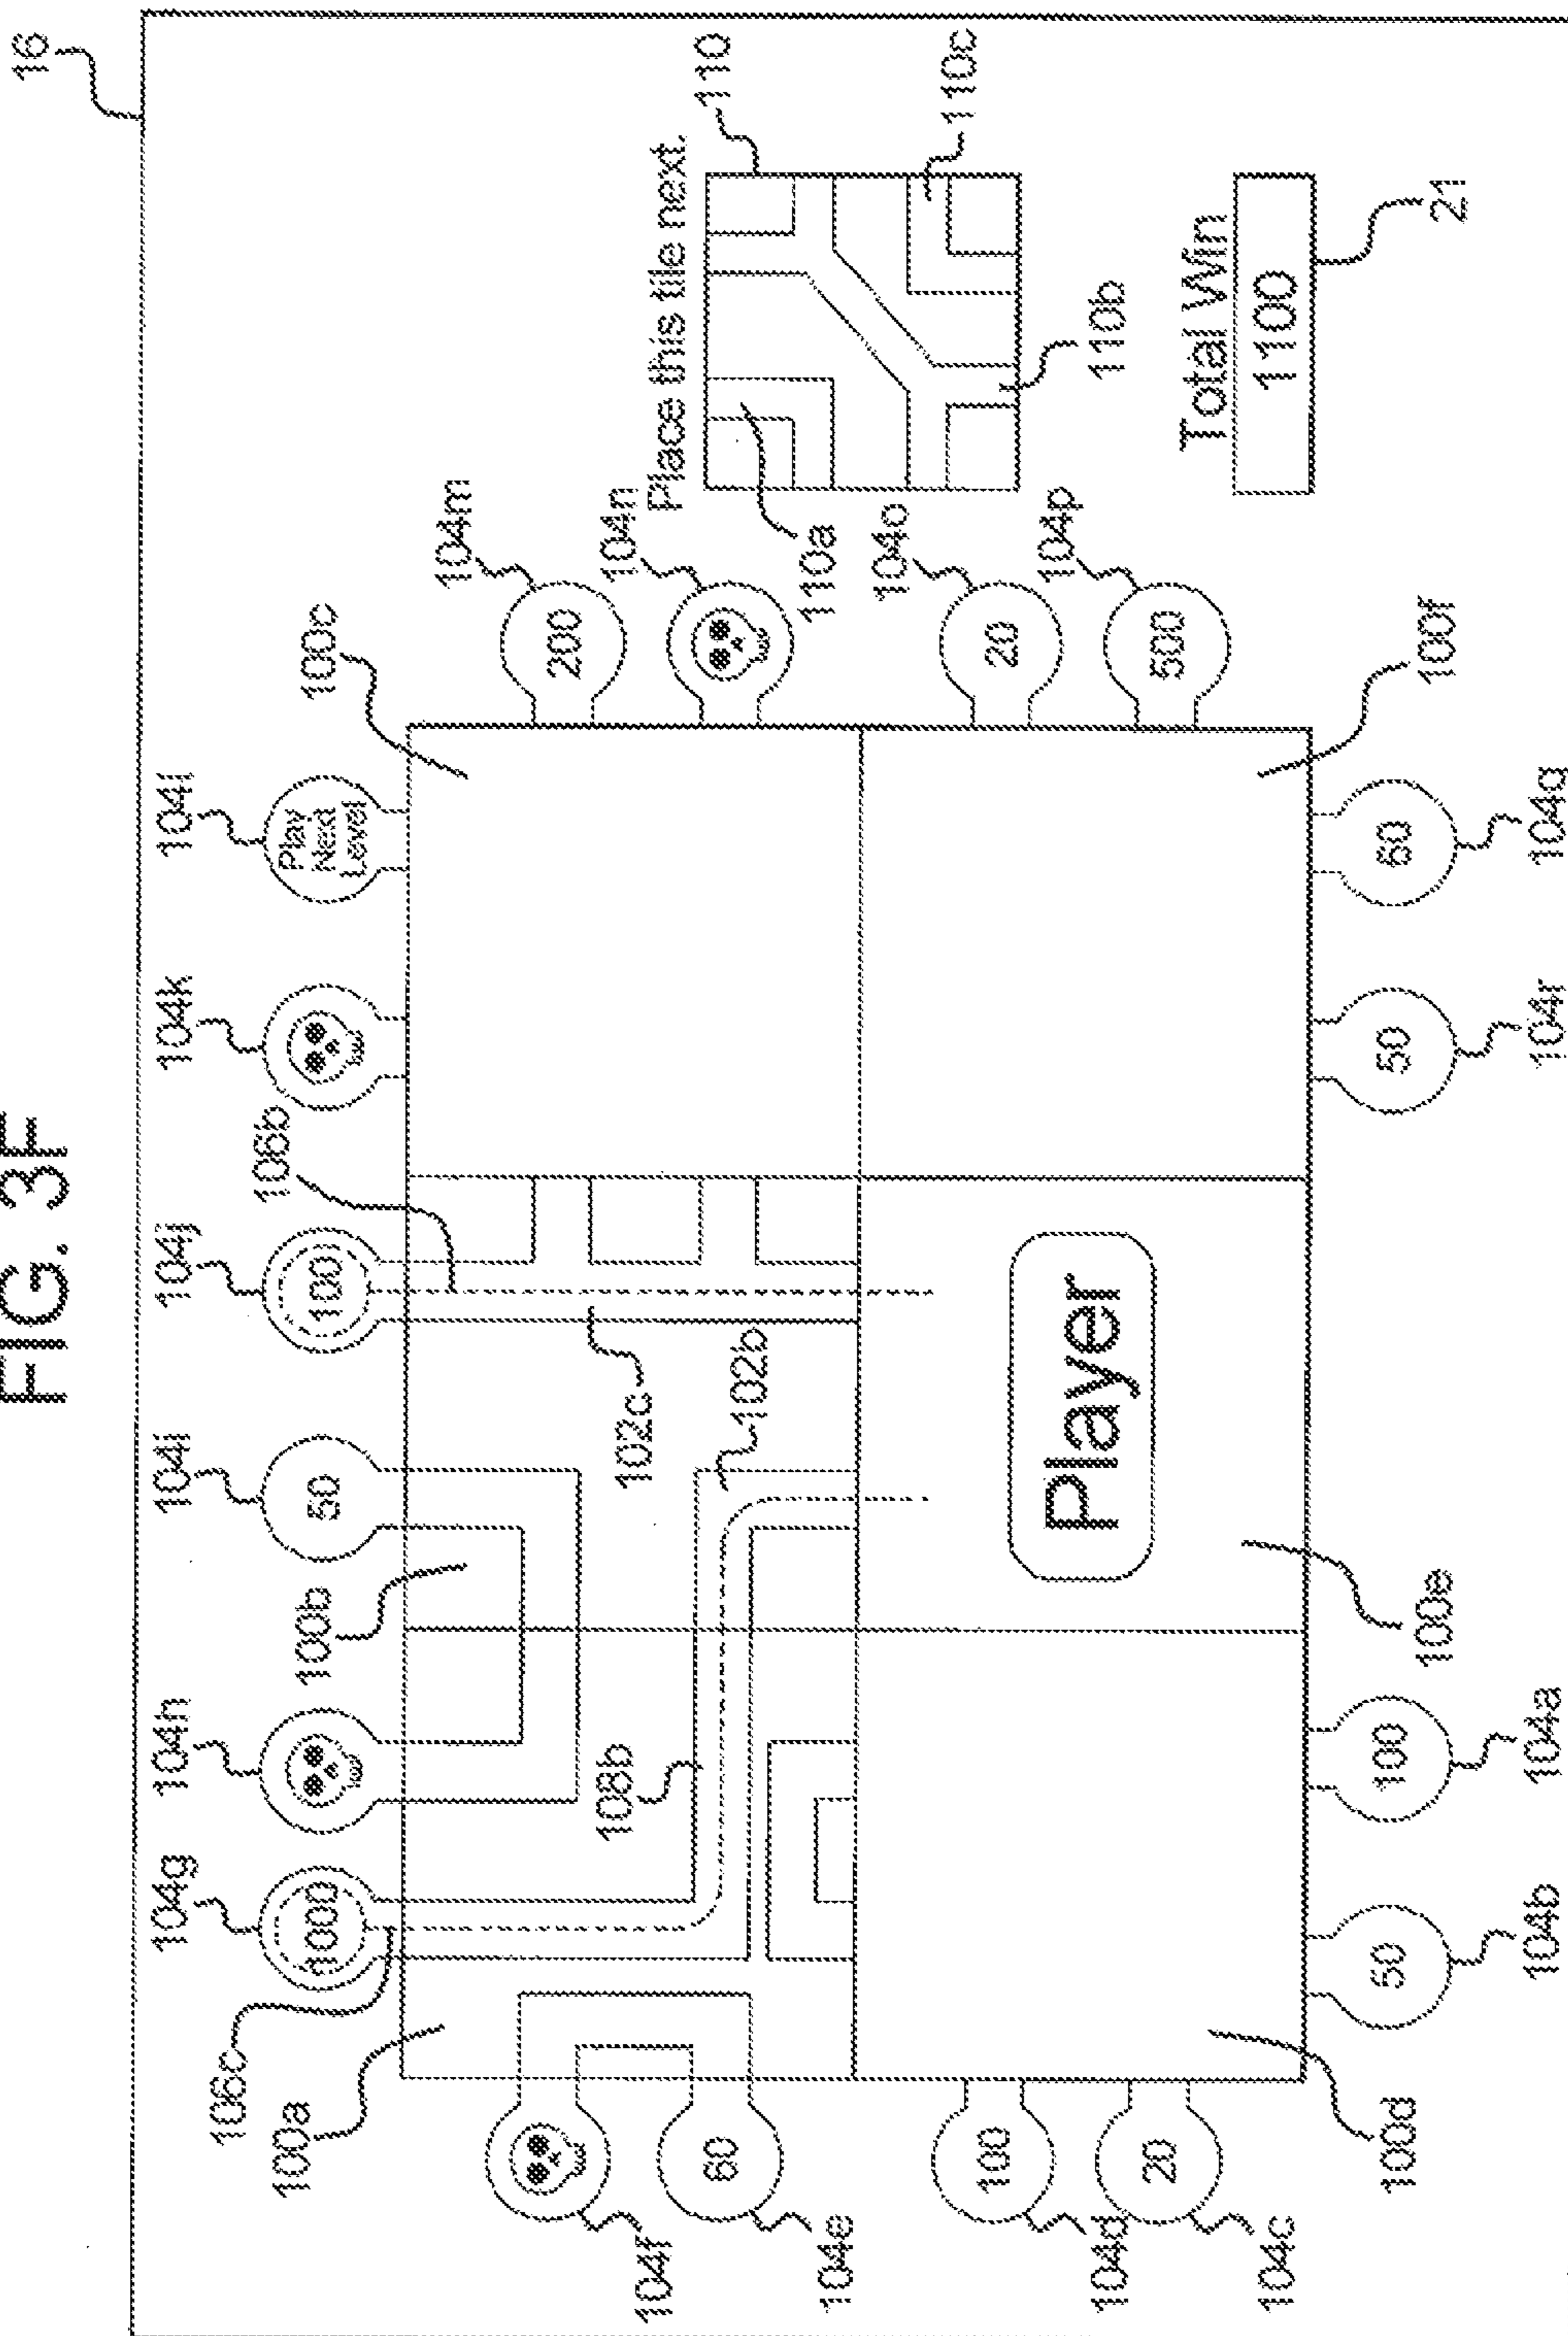 FIG. 3F
16
104g
104h
104i
104j
104k
104l
1000
50
100
Play
Next
Level
106c
100a
100b
106b
100c
104f
104m
200
104n
108b
102c
102b
60
104e
Place this tile next.
110
110a
110b
110c
100
104d
20
104c
Player
20
104o
500
104p
Total Win
1100
21
100d
100e
100f
50
104b
100
104a
50
104r
60
104q